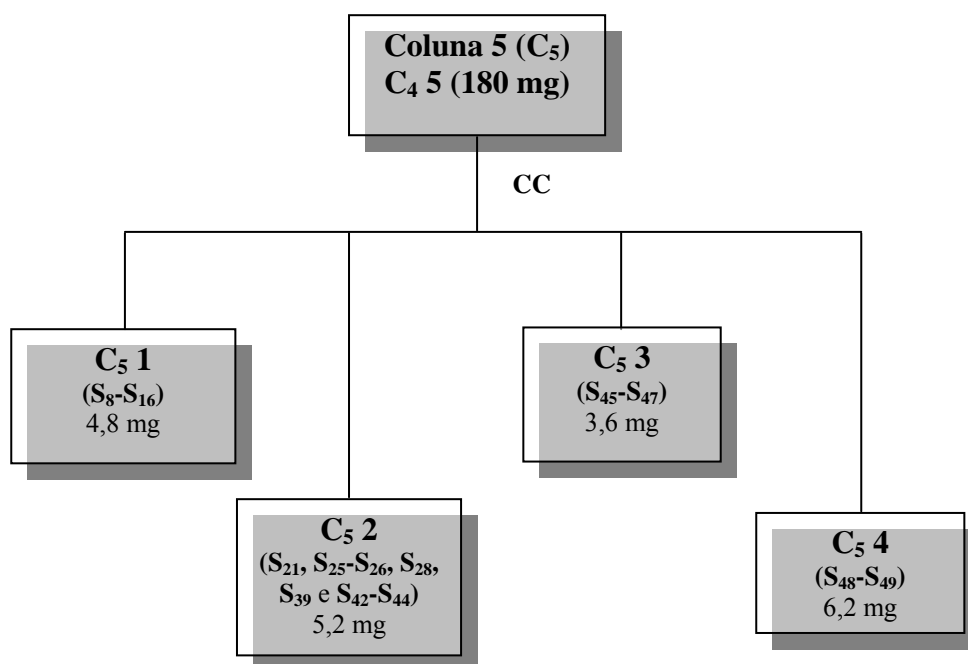 Coluna 5 (C₅)
C₄ 5 (180 mg)
CC
C₅ 1
(S₈-S₁₆)
4,8 mg
C₅ 2
(S₂₁, S₂₅-S₂₆, S₂₈,
S₃₉ e S₄₂-S₄₄)
5,2 mg
C₅ 3
(S₄₅-S₄₇)
3,6 mg
C₅ 4
(S₄₈-S₄₉)
6,2 mg